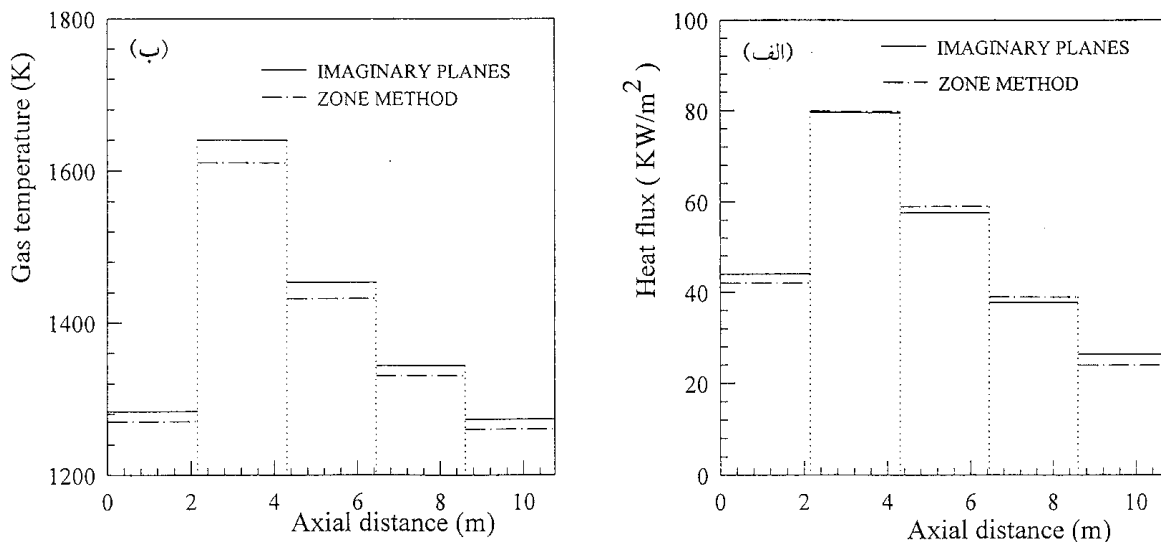 (ب)
IMAGINARY PLANES
ZONE METHOD
Gas temperature (K)
1800
1600
1400
1200
0 2 4 6 8 10
Axial distance (m)
(الف)
IMAGINARY PLANES
ZONE METHOD
Heat flux ( KW/m²)
100
80
60
40
20
0
0 2 4 6 8 10
Axial distance (m)